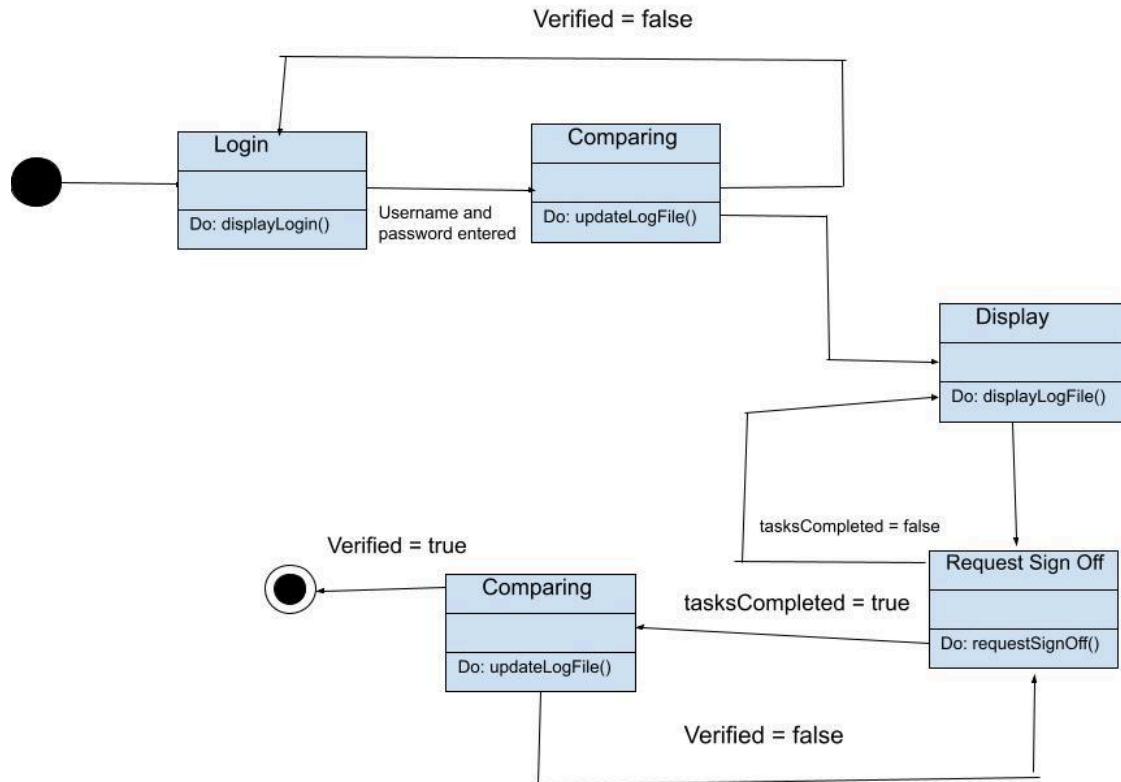 Verified = false
Login
Comparing
Do: displayLogin()
Username and
password entered
Do: updateLogFile()
Display
Do: displayLogFile()
tasksCompleted = false
Verified = true
Request Sign Off
Comparing
tasksCompleted = true
Do: requestSignOff()
Do: updateLogFile()
Verified = false